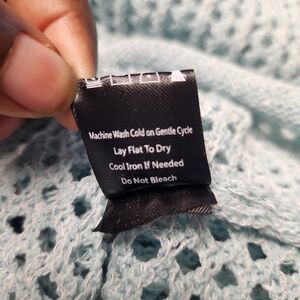 Machine Wash Cold on Gentle Cycle
Lay Flat To Dry
Cool Iron If Needed
Do Not Bleach